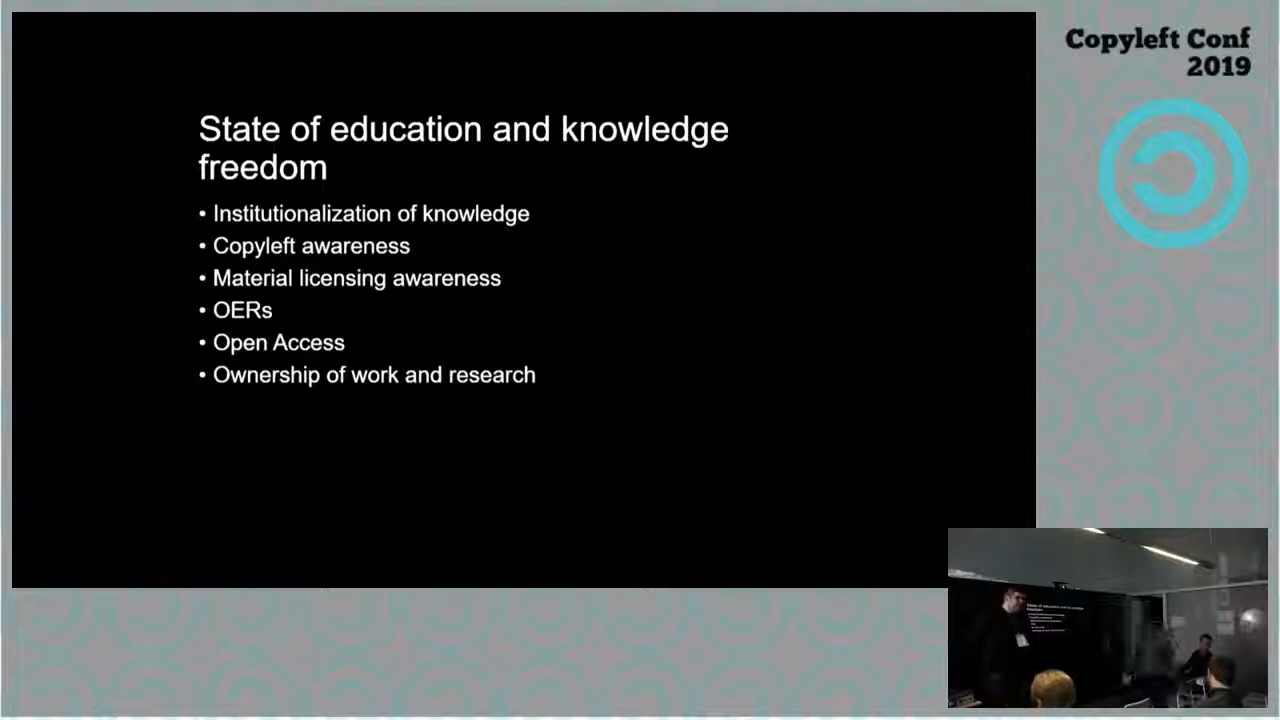 Copyleft Conf
2019
State of education and knowledge
freedom
• Institutionalization of knowledge
• Copyleft awareness
• Material licensing awareness
• OERs
• Open Access
• Ownership of work and research